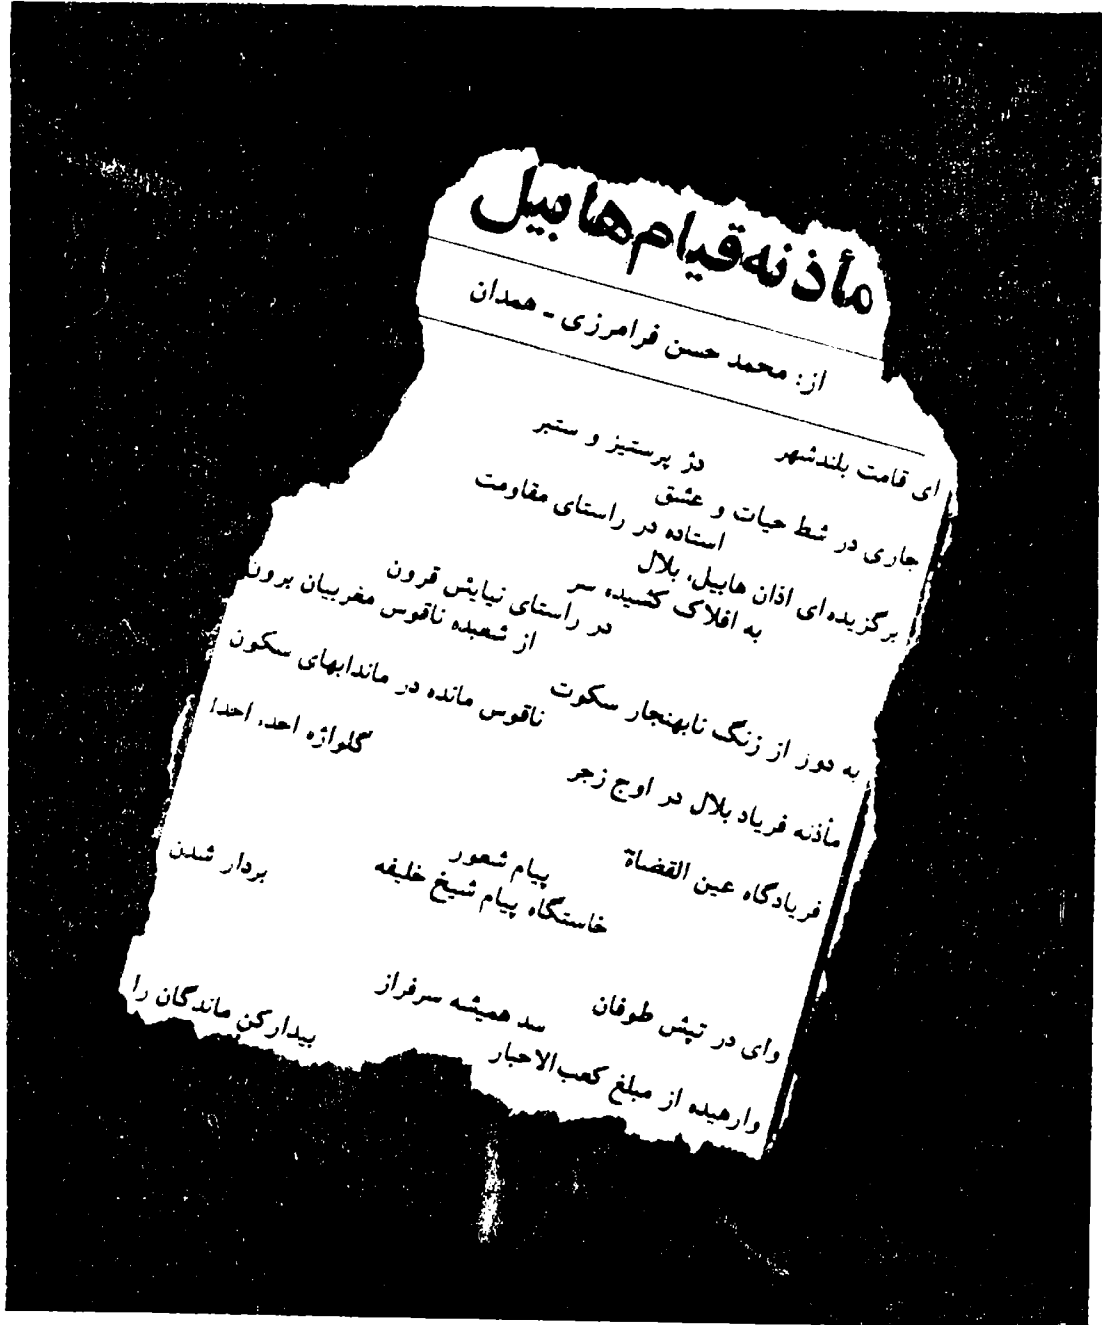 مأذنه قیام هابیل
از: محمد حسن فرامرزی ـ همدان
ای قامت بلندشهر
دژ پرستیز و ستبر
جاری در شط حیات و عشق
استاده در راستای مقاومت
برگزیده‌ای اذان هابیل، بلال
به افلاک کشیده سر
در راستای نیایش قرون
از شعبده ناقوس مغربیان برون
به دور از زنگ نابهنجار سکوت
ناقوس مانده در ماندابهای سکون
مأذنه فریاد بلال در اوج زجر
گلواژه احد، احد!
فریادگاه عین القضاة
پیام شعور
خاستگاه پیام شیخ خلیفه
بردار شدن
وای در تپش طوفان
سد همیشه سرفراز
وارهیده از مبلغ کعب‌الاحبار
بیدارکن ماندگان را